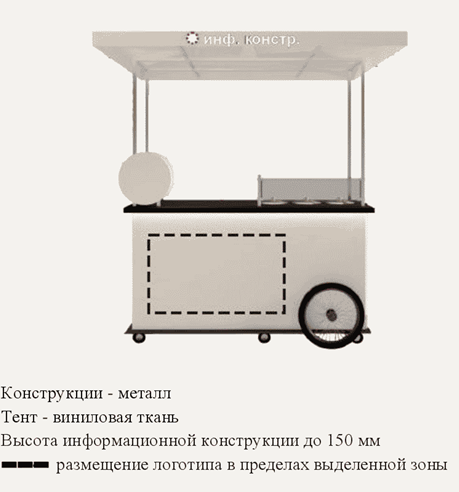 инф. констр.
Конструкции - металл
Тент - виниловая ткань
Высота информационной конструкции до 150 мм
размещение логотипа в пределах выделенной зоны